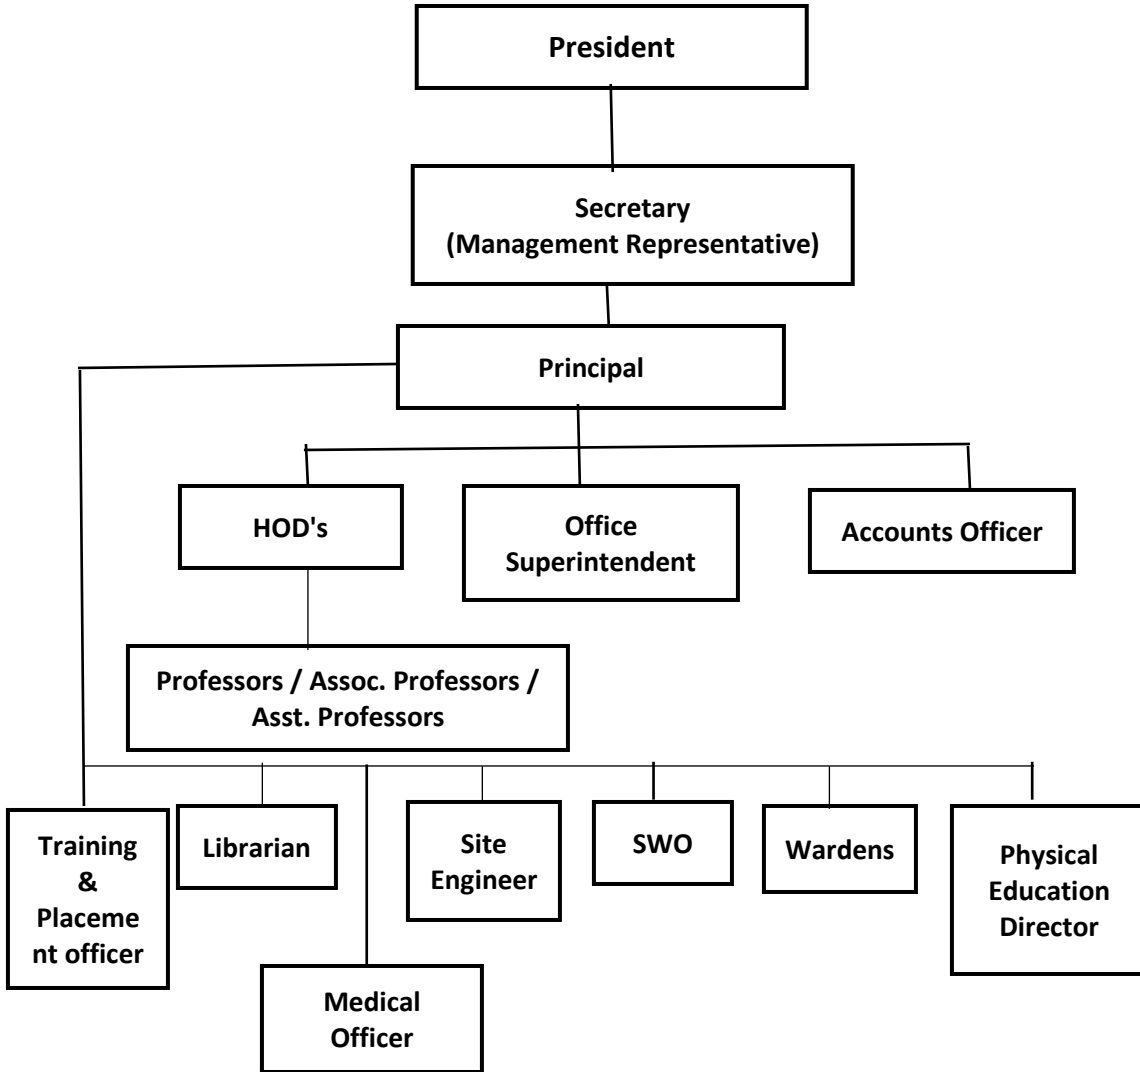 President
Secretary
(Management Representative)
Principal
HOD's
Office
Superintendent
Accounts Officer
Professors / Assoc. Professors /
Asst. Professors
Training
&
Placeme
nt officer
Librarian
Medical
Officer
Site
Engineer
SWO
Wardens
Physical
Education
Director